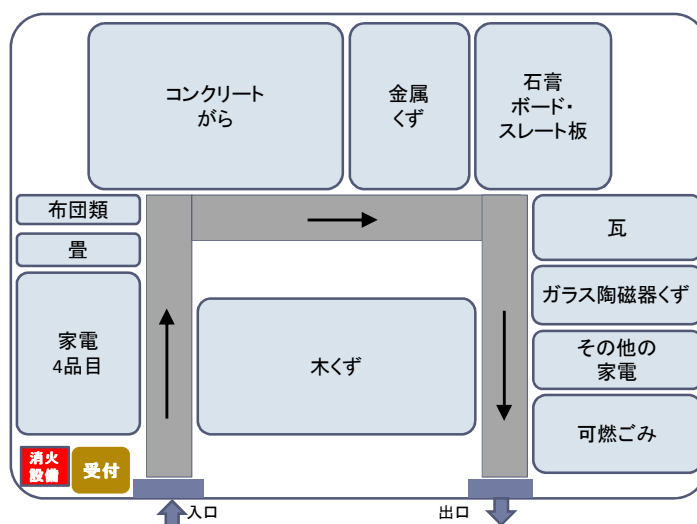 コンクリート
がら
金属
くず
石膏
ボード・
スレート板
布団類
畳
家電
4品目
木くず
瓦
ガラス陶磁器くず
その他の
家電
可燃ごみ
消火
設備
受付
入口
出口